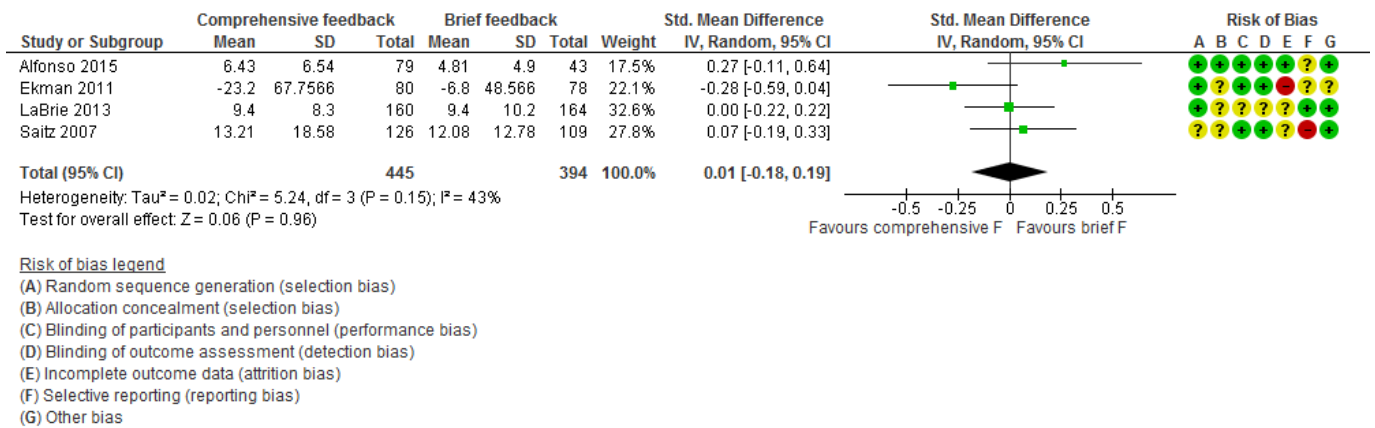 Comprehensive feedback Brief feedback Std. Mean Difference Std. Mean Difference Risk of Bias
Study or Subgroup Mean SD Total Mean SD Total Weight IV, Random, 95% CI IV, Random, 95% CI A B C D E F G
Alfonso 2015 6.43 6.54 79 4.81 4.9 43 17.5% 0.27 [-0.11, 0.64] + + + + + ? +
Ekman 2011 -23.2 67.7566 80 -6.8 48.566 78 22.1% -0.28 [-0.59, 0.04] + ? + + - ? ?
LaBrie 2013 9.4 8.3 160 9.4 10.2 164 32.6% 0.00 [-0.22, 0.22] + ? ? ? ? + +
Saitz 2007 13.21 18.58 126 12.08 12.78 109 27.8% 0.07 [-0.19, 0.33] ? ? + + ? - +
Total (95% CI) 445 394 100.0% 0.01 [-0.18, 0.19]
Heterogeneity: Tau² = 0.02; Chi² = 5.24, df = 3 (P = 0.15); I² = 43%
Test for overall effect: Z = 0.06 (P = 0.96)
-0.5 -0.25 0 0.25 0.5
Favours comprehensive F Favours brief F
Risk of bias legend
(A) Random sequence generation (selection bias)
(B) Allocation concealment (selection bias)
(C) Blinding of participants and personnel (performance bias)
(D) Blinding of outcome assessment (detection bias)
(E) Incomplete outcome data (attrition bias)
(F) Selective reporting (reporting bias)
(G) Other bias